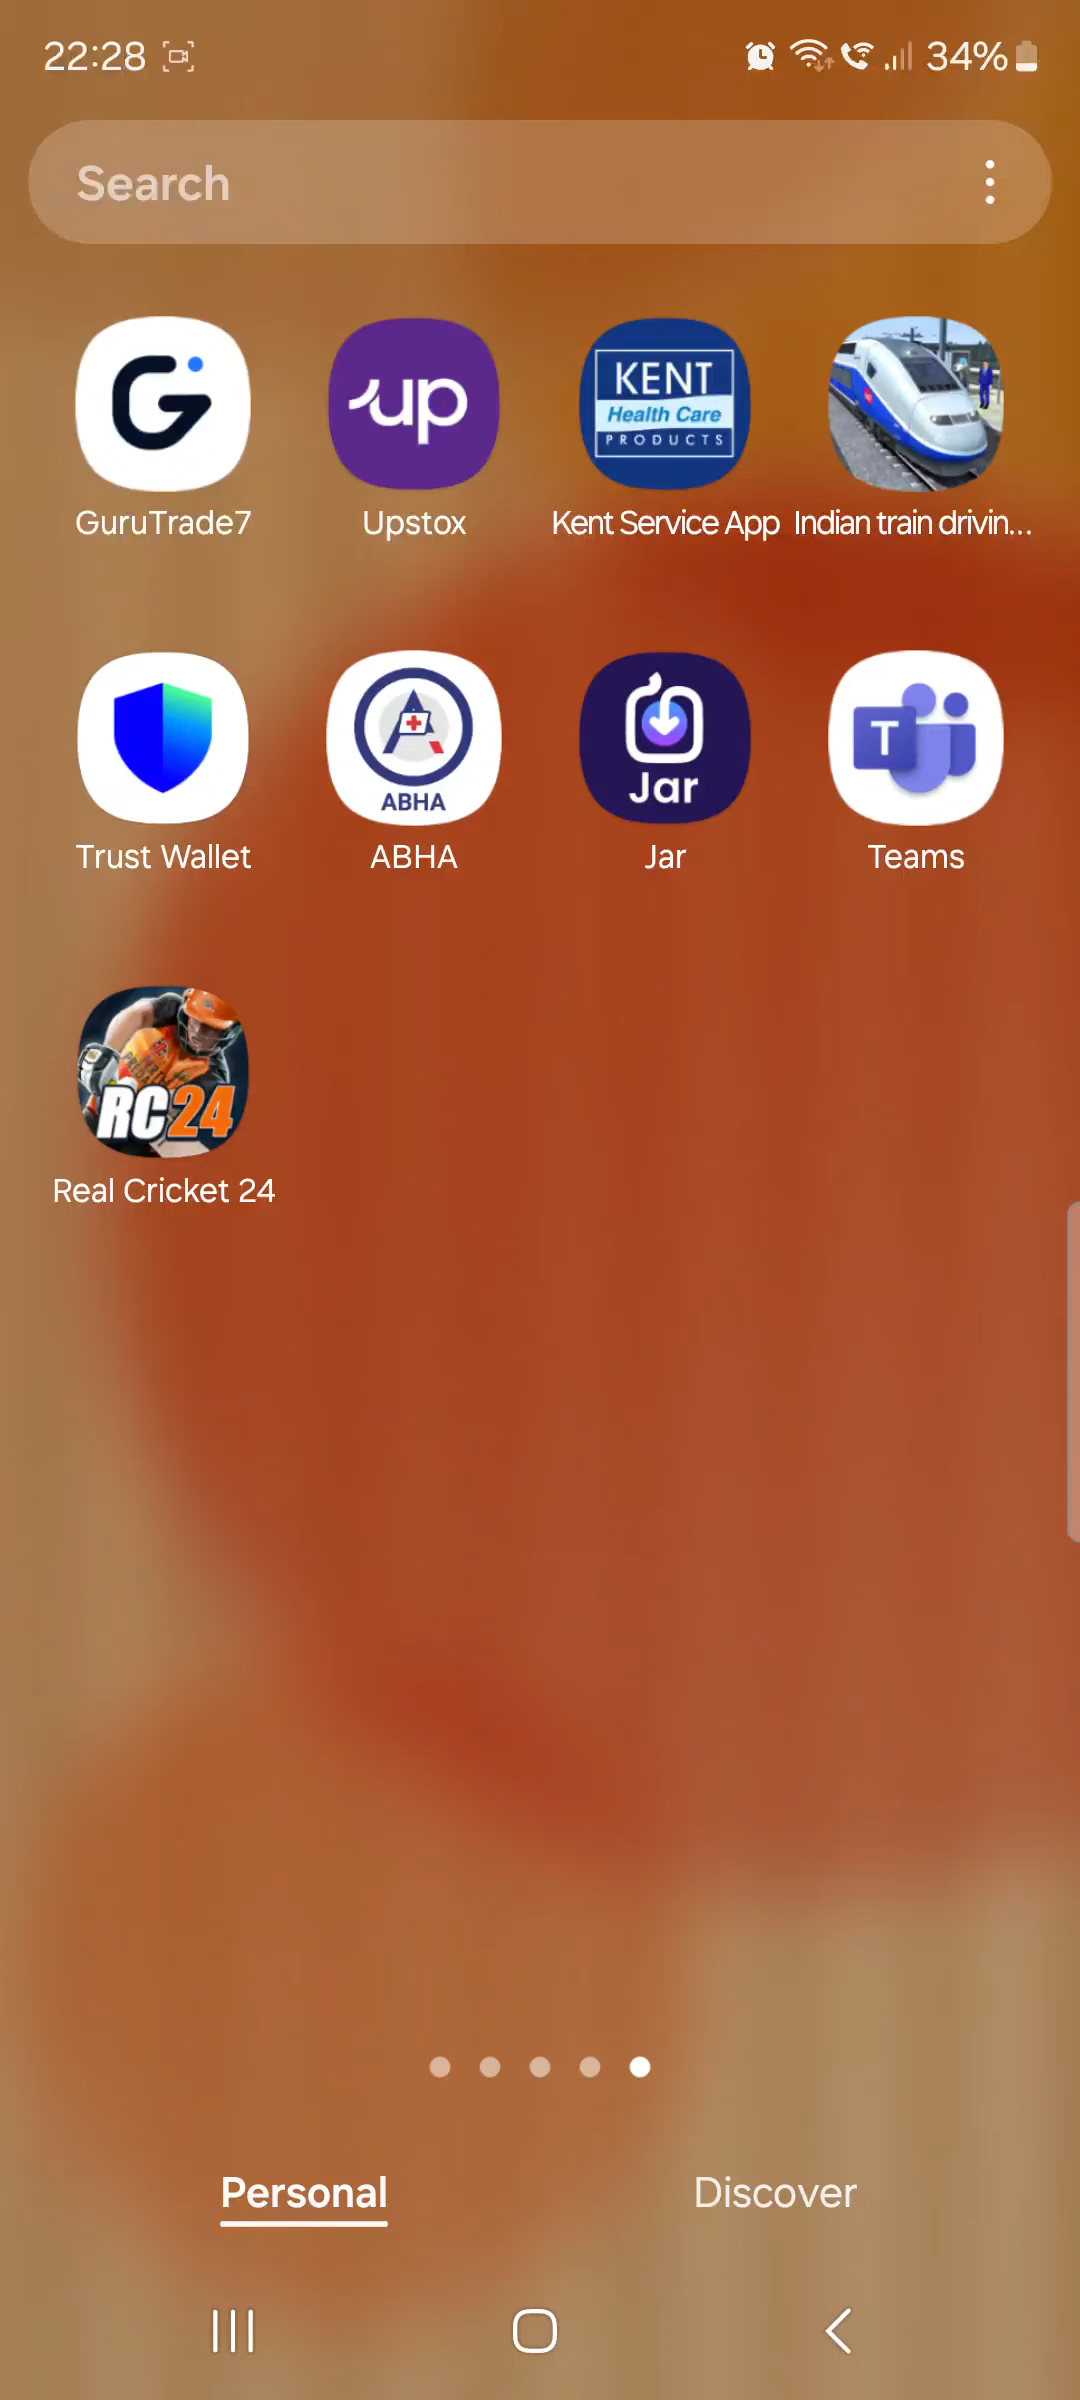 22:28 34%
Search
KENT
Health Care
PRODUCTS
up
GuruTrade7 Upstox Kent Service App Indian train drivin...
T
ABHA Jar
Trust Wallet ABHA Jar Teams
RC24
Real Cricket 24
Personal Discover